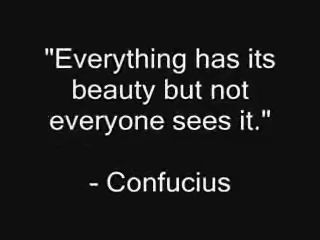 "Everything has its
beauty but not
everyone sees it."
- Confucius